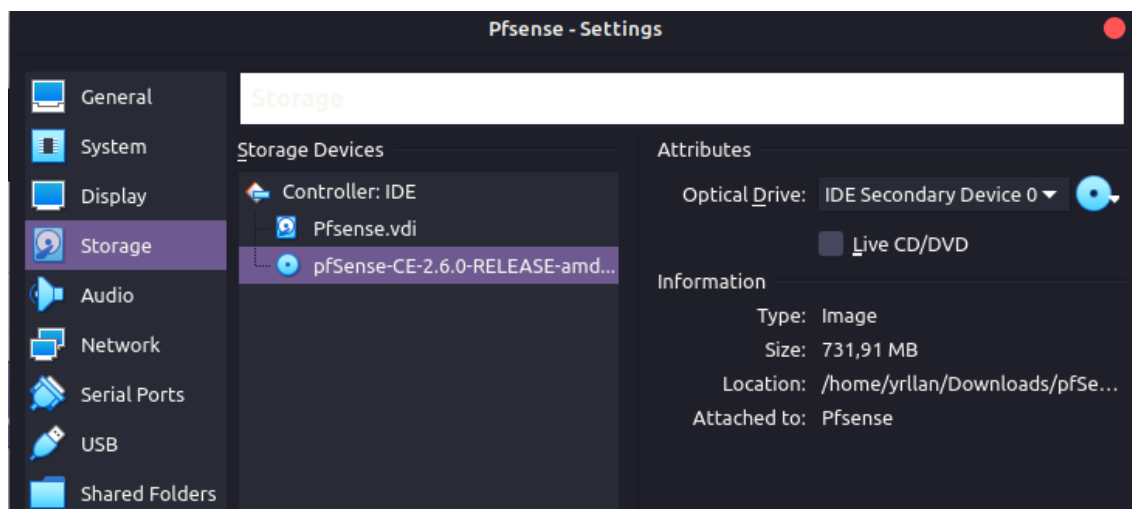 Pfsense - Settings
General
System
Display
Storage
Audio
Network
Serial Ports
USB
Shared Folders
Storage
Storage Devices
Controller: IDE
Pfsense.vdi
pfSense-CE-2.6.0-RELEASE-amd...
Attributes
Optical Drive: IDE Secondary Device 0
Live CD/DVD
Information
Type: Image
Size: 731,91 MB
Location: /home/yrllan/Downloads/pfSe...
Attached to: Pfsense